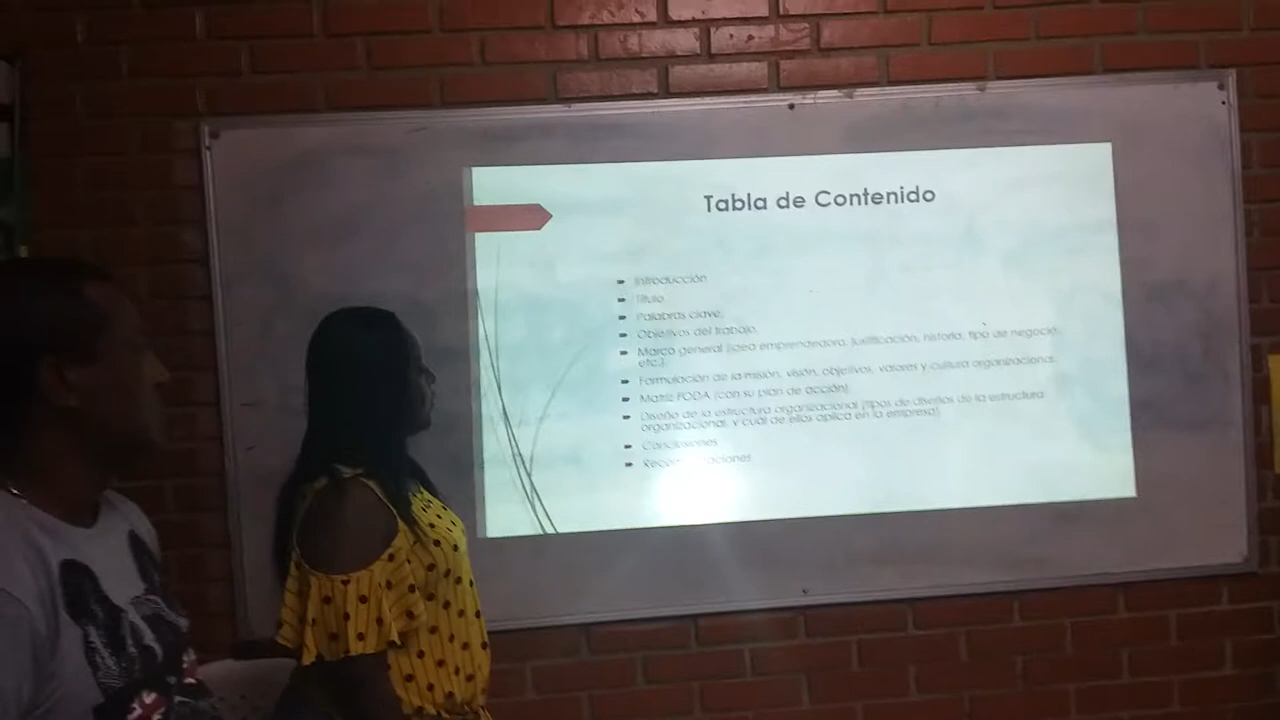 Tabla de Contenido
Introducción
Título
Palabras clave.
Objetivos del trabajo.
Marco general (idea emprendedora, justificación, historia, tipo de negocio,
etc.)
Formulación de la misión, visión, objetivos, valores y cultura organizacional.
Matriz FODA (con su plan de acción)
Diseño de la estructura organizacional (tipos de diseños de la estructura
organizacional, y cuál de ellos aplica en la empresa)
Conclusiones